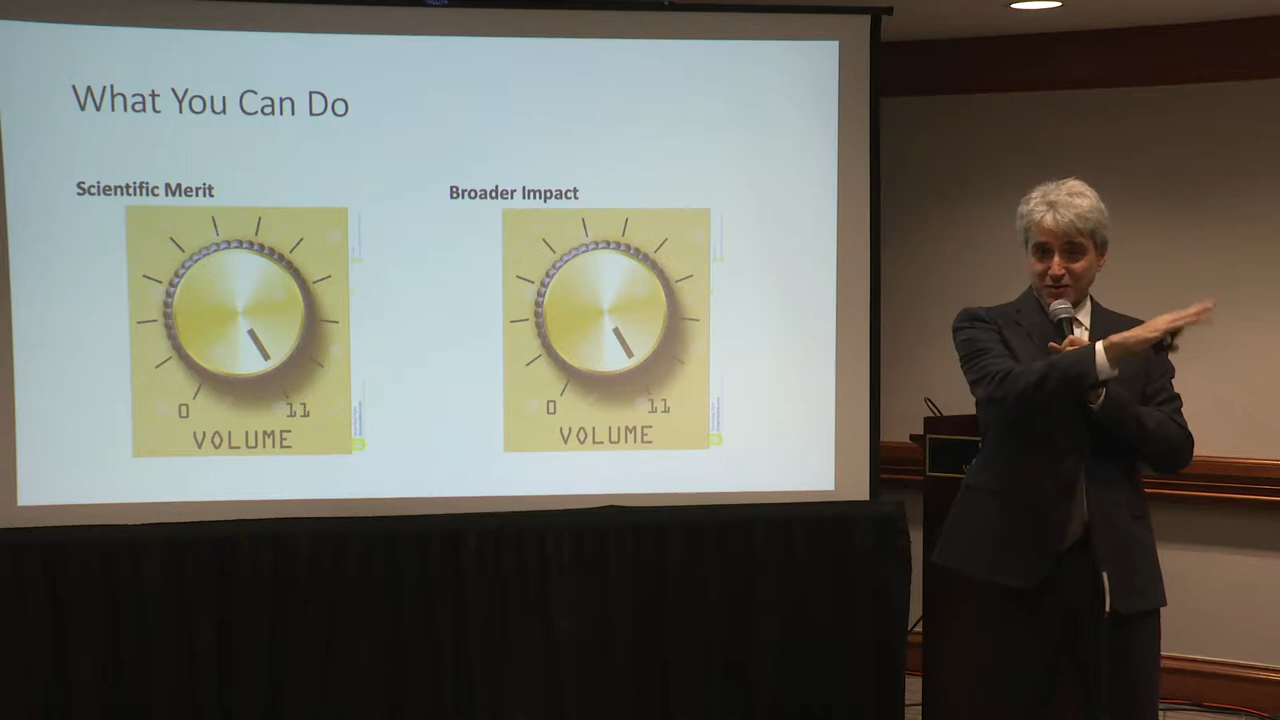 What You Can Do
Scientific Merit
Broader Impact
0
11
VOLUME
0
11
VOLUME